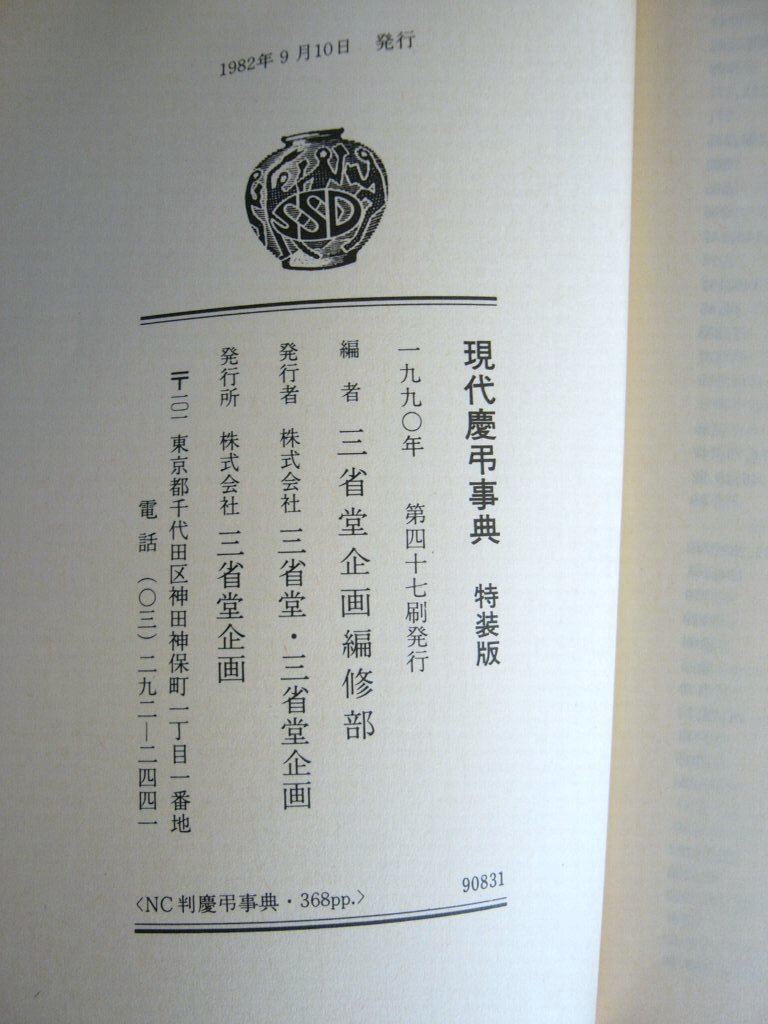 1982年9月10日 発行
SSD
現代慶弔事典 特装版
一九九〇年 第四十七刷発行
編者 三省堂企画編修部
発行者 株式会社 三省堂・三省堂企画
発行所 株式会社 三省堂企画
〒一〇一 東京都千代田区神田神保町一丁目一番地
電話 (〇三)二九二―二四四一
〈NC判慶弔事典・368pp.〉
90831